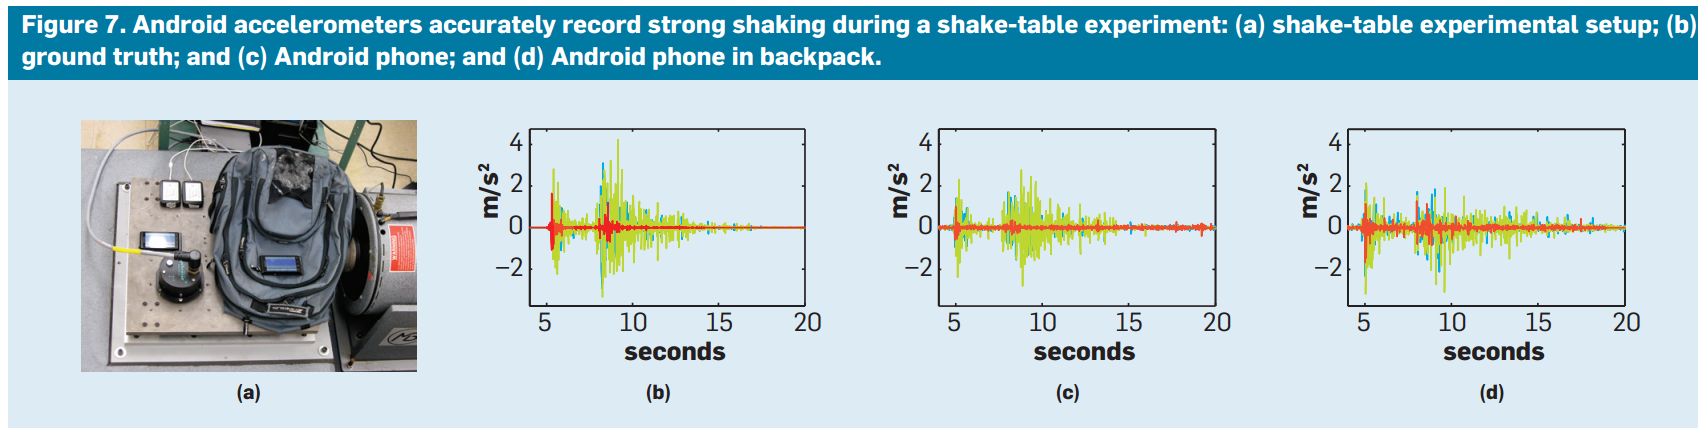 Figure 7. Android accelerometers accurately record strong shaking during a shake-table experiment: (a) shake-table experimental setup; (b)
ground truth; and (c) Android phone; and (d) Android phone in backpack.
4
2
0
−2
m/s²
5 10 15 20
seconds
4
2
0
−2
m/s²
5 10 15 20
seconds
4
2
0
−2
m/s²
5 10 15 20
seconds
(a)
(b)
(c)
(d)